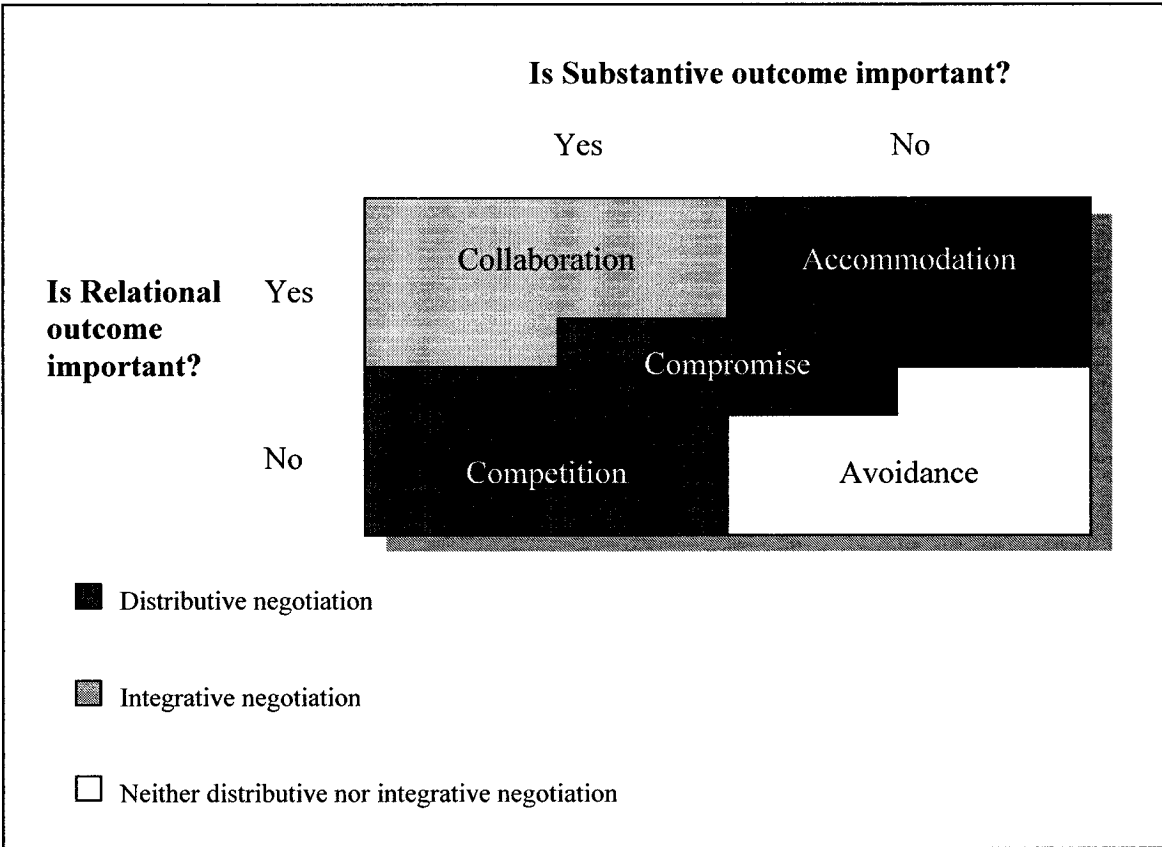 Is Substantive outcome important?
Yes No
Collaboration Accommodation
Is Relational Yes
outcome
important?
Compromise
No
Competition Avoidance
Distributive negotiation
Integrative negotiation
Neither distributive nor integrative negotiation